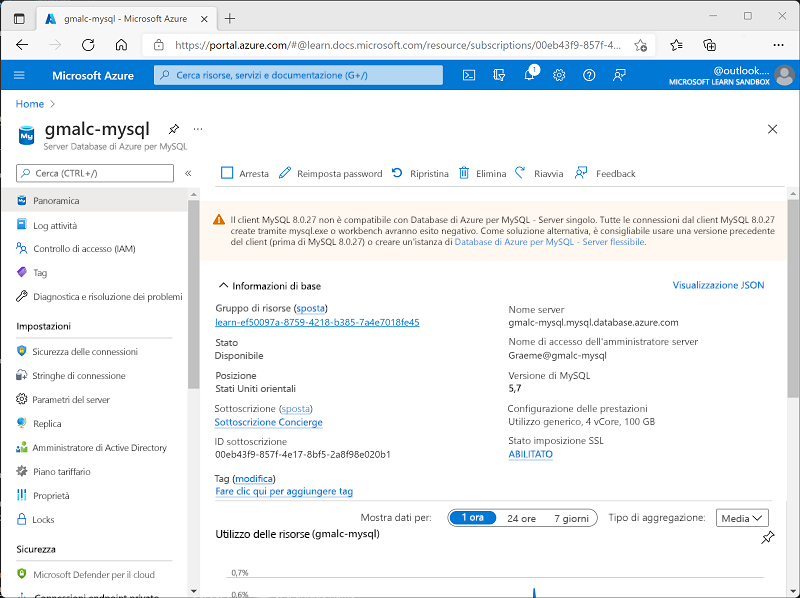 gmalc-mysql - Microsoft Azure
https://portal.azure.com/#@learn.docs.microsoft.com/resource/subscriptions/00eb43f9-857f-4...
Microsoft Azure
Cerca risorse, servizi e documentazione (G+/)
1
@outlook....
MICROSOFT LEARN SANDBOX
Home
My
gmalc-mysql
Server Database di Azure per MySQL
Cerca (CTRL+/)
Arresta
Reimposta password
Ripristina
Elimina
Riavvia
Feedback
Panoramica
Log attività
Controllo di accesso (IAM)
Tag
Diagnostica e risoluzione dei problemi
Impostazioni
Sicurezza delle connessioni
Stringhe di connessione
Parametri del server
Replica
Amministratore di Active Directory
Piano tariffario
Proprietà
Locks
Sicurezza
Microsoft Defender per il cloud
Connessioni endpoint private
Il client MySQL 8.0.27 non è compatibile con Database di Azure per MySQL - Server singolo. Tutte le connessioni dal client MySQL 8.0.27
create tramite mysql.exe o workbench avranno esito negativo. Come soluzione alternativa, è consigliabile usare una versione precedente
del client (prima di MySQL 8.0.27) o creare un'istanza di Database di Azure per MySQL - Server flessibile.
Informazioni di base
Visualizzazione JSON
Gruppo di risorse (sposta)
learn-ef50097a-8759-4218-b385-7a4e7018fe45
Stato
Disponibile
Posizione
Stati Uniti orientali
Sottoscrizione (sposta)
Sottoscrizione Concierge
ID sottoscrizione
00eb43f9-857f-4e17-8bf5-2a8f98e020b1
Nome server
gmalc-mysql.mysql.database.azure.com
Nome di accesso dell'amministratore server
Graeme@gmalc-mysql
Versione di MySQL
5,7
Configurazione delle prestazioni
Utilizzo generico, 4 vCore, 100 GB
Stato imposizione SSL
ABILITATO
Tag (modifica)
Fare clic qui per aggiungere tag
Mostra dati per:
1 ora
24 ore
7 giorni
Tipo di aggregazione:
Media
Utilizzo delle risorse (gmalc-mysql)
0,7%
0,6%